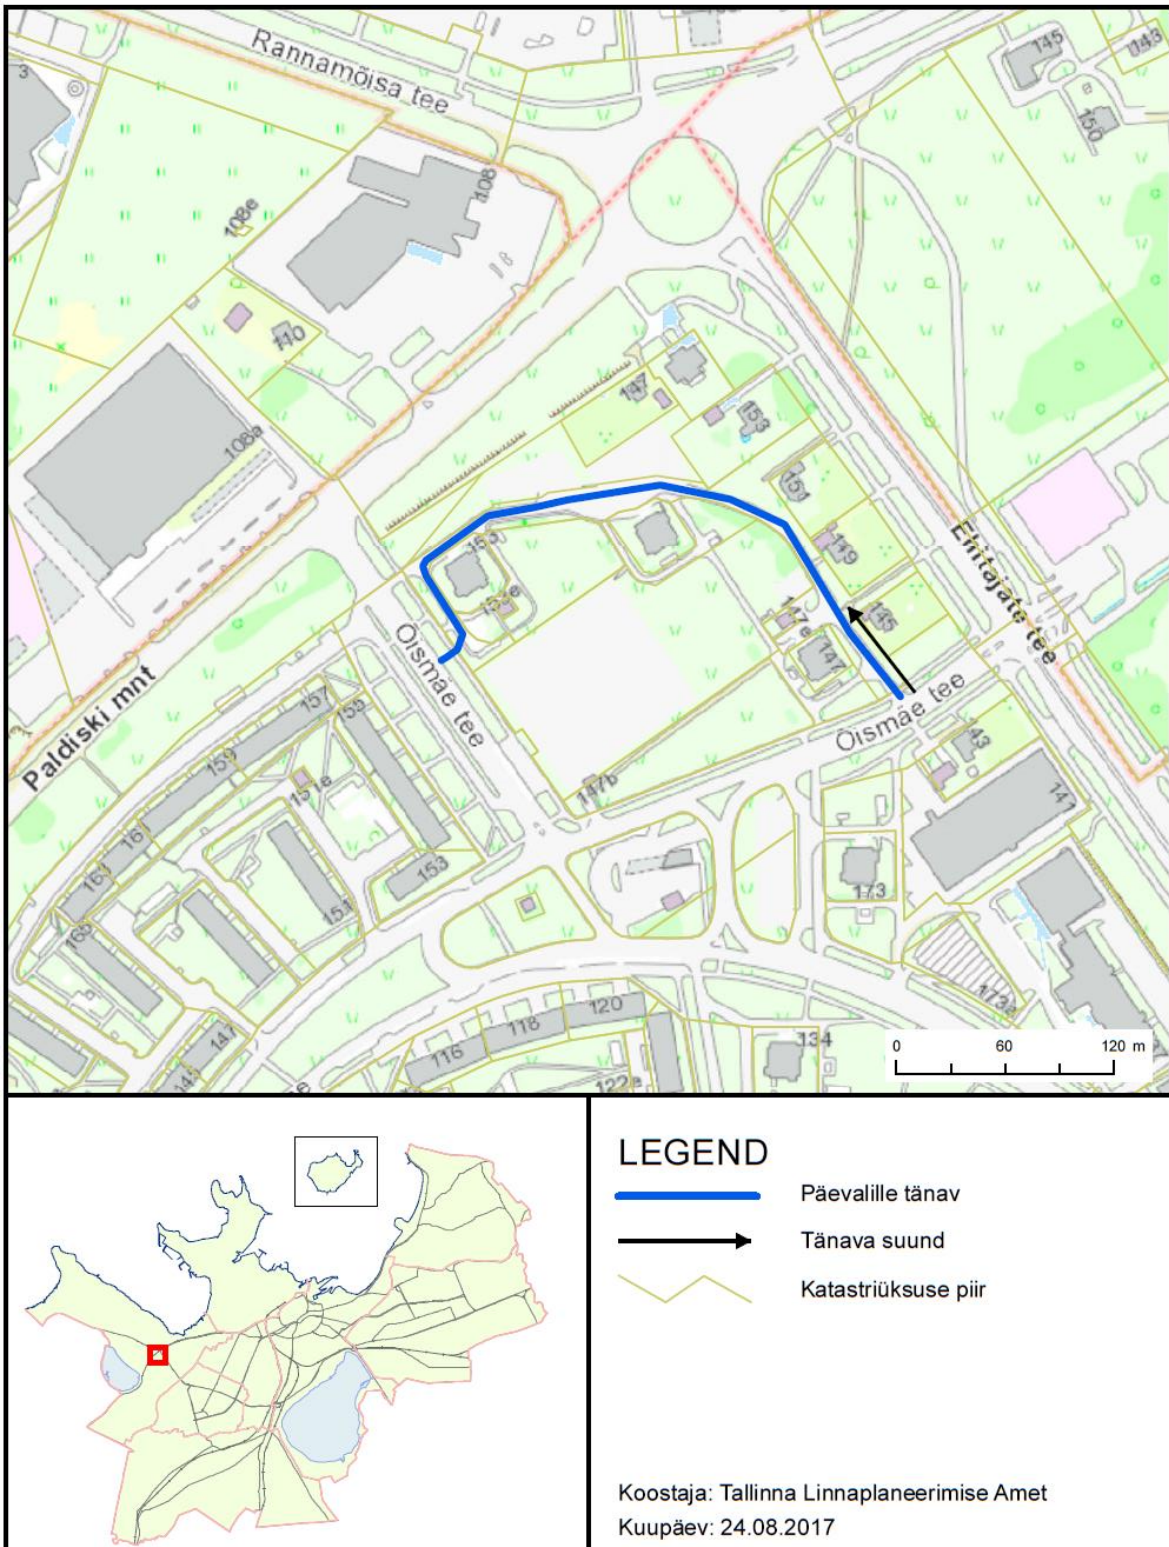 Rannamõisa tee
3
145
143
150
108
108e
110
147
153
108a
151
153
149
Ehitajate tee
147e
145
147
Õismäe tee
Õismäe tee
Paldiski mnt
157
155
159
151e
143
147b
141
161
163
153
151
173
165
173a
147
120
118
116
134
122a
0 60 120 m
LEGEND
Päevalille tänav
Tänava suund
Katastriüksuse piir
Koostaja: Tallinna Linnaplaneerimise Amet
Kuupäev: 24.08.2017